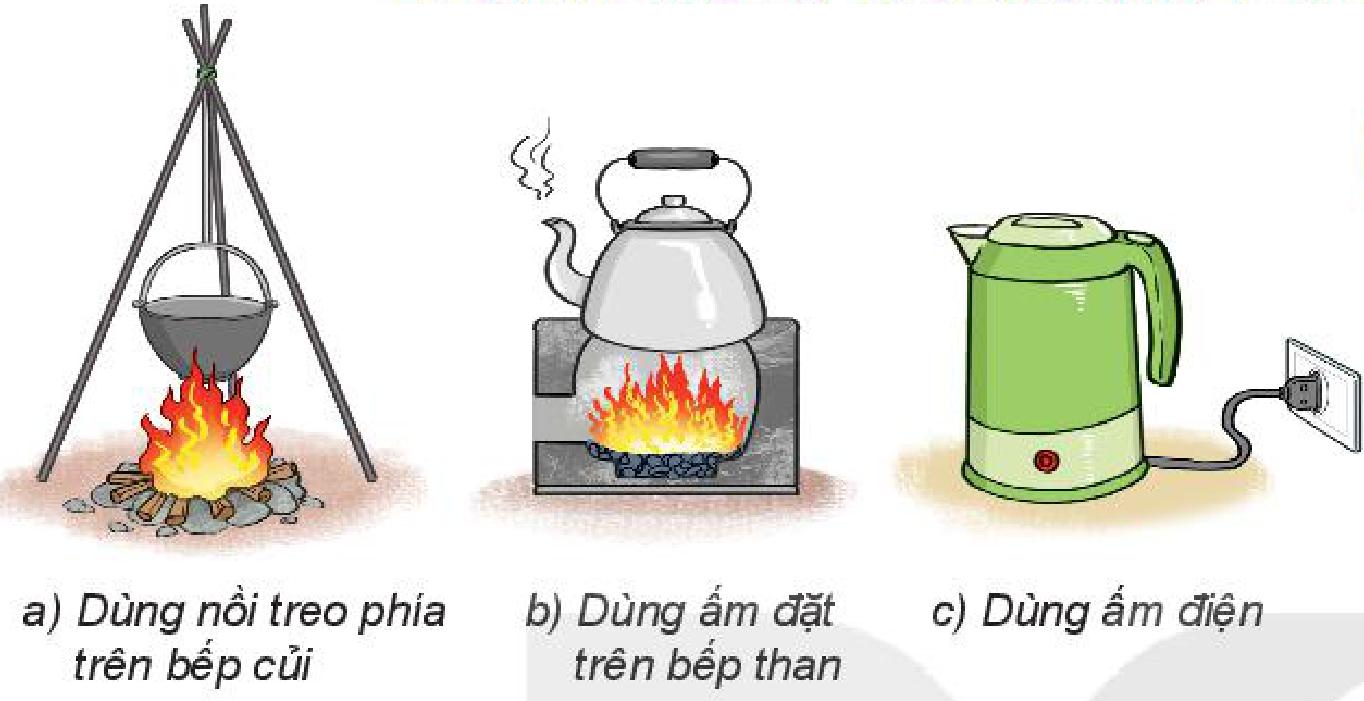 a) Dùng nồi treo phía
trên bếp củi
b) Dùng ấm đặt
trên bếp than
c) Dùng ấm điện